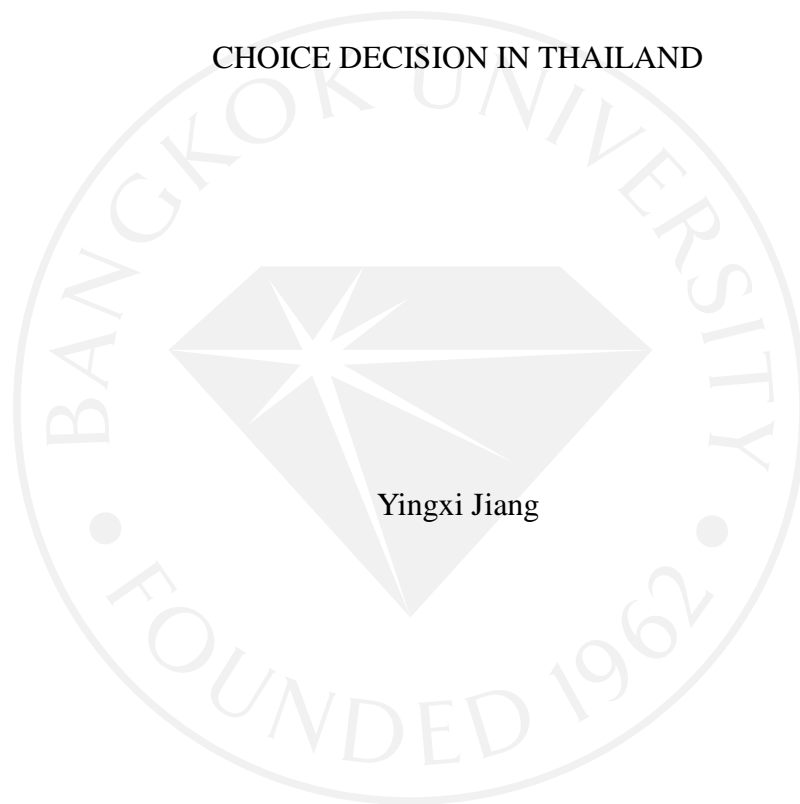 CHOICE DECISION IN THAILAND
BANGKOK UNIVERSITY
Yingxi Jiang
FOUNDED 1962